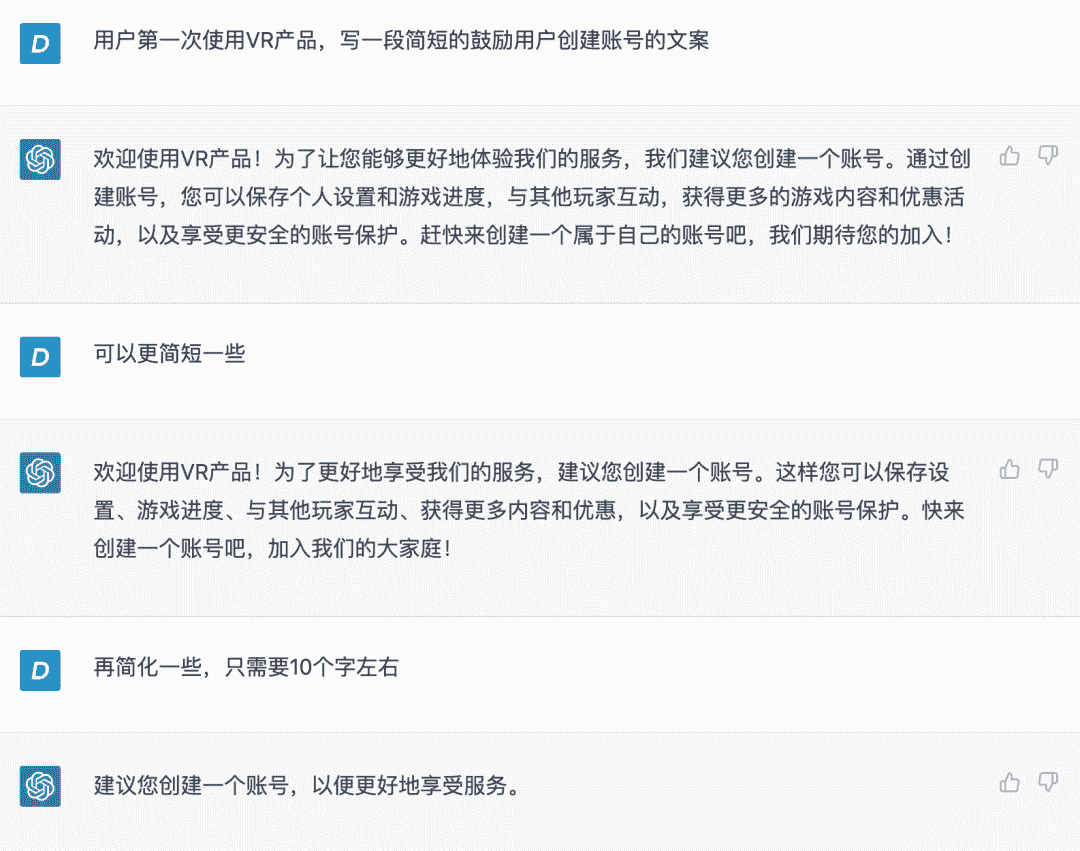 D
用户第一次使用VR产品，写一段简短的鼓励用户创建账号的文案
欢迎使用VR产品！为了让您能够更好地体验我们的服务，我们建议您创建一个账号。通过创
建账号，您可以保存个人设置和游戏进度，与其他玩家互动，获得更多的游戏内容和优惠活
动，以及享受更安全的账号保护。赶快来创建一个属于自己的账号吧，我们期待您的加入！
D
可以更简短一些
欢迎使用VR产品！为了更好地享受我们的服务，建议您创建一个账号。这样您可以保存设
置、游戏进度、与其他玩家互动、获得更多内容和优惠，以及享受更安全的账号保护。快来
创建一个账号吧，加入我们的大家庭！
D
再简化一些，只需要10个字左右
建议您创建一个账号，以便更好地享受服务。